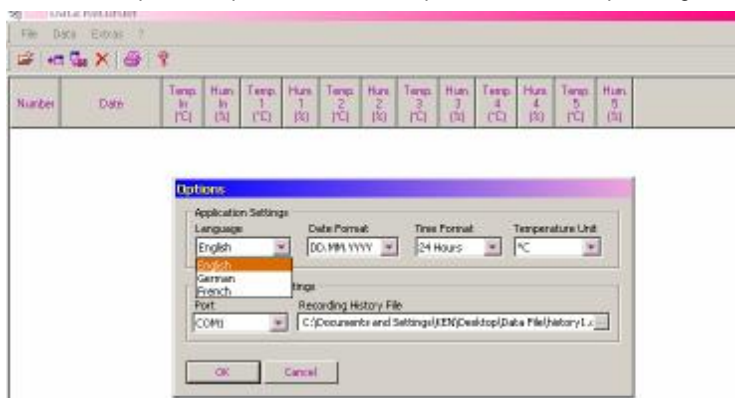 Data Recorder
File Data Extras ?
Number Date Temp. In (°C) Hum. In (%) Temp. 1 (°C) Hum. 1 (%) Temp. 2 (°C) Hum. 2 (%) Temp. 3 (°C) Hum. 3 (%) Temp. 4 (°C) Hum. 4 (%) Temp. 5 (°C) Hum. 5 (%)
Options
Application Settings
Language Date Format Time Format Temperature Unit
English DD.MM.YYYY 24 Hours °C
English
German
French
ttings
Port Recording History File
COM1 C:\Documents and Settings\KEN\Desktop\Data File\history1.
... 
OK Cancel